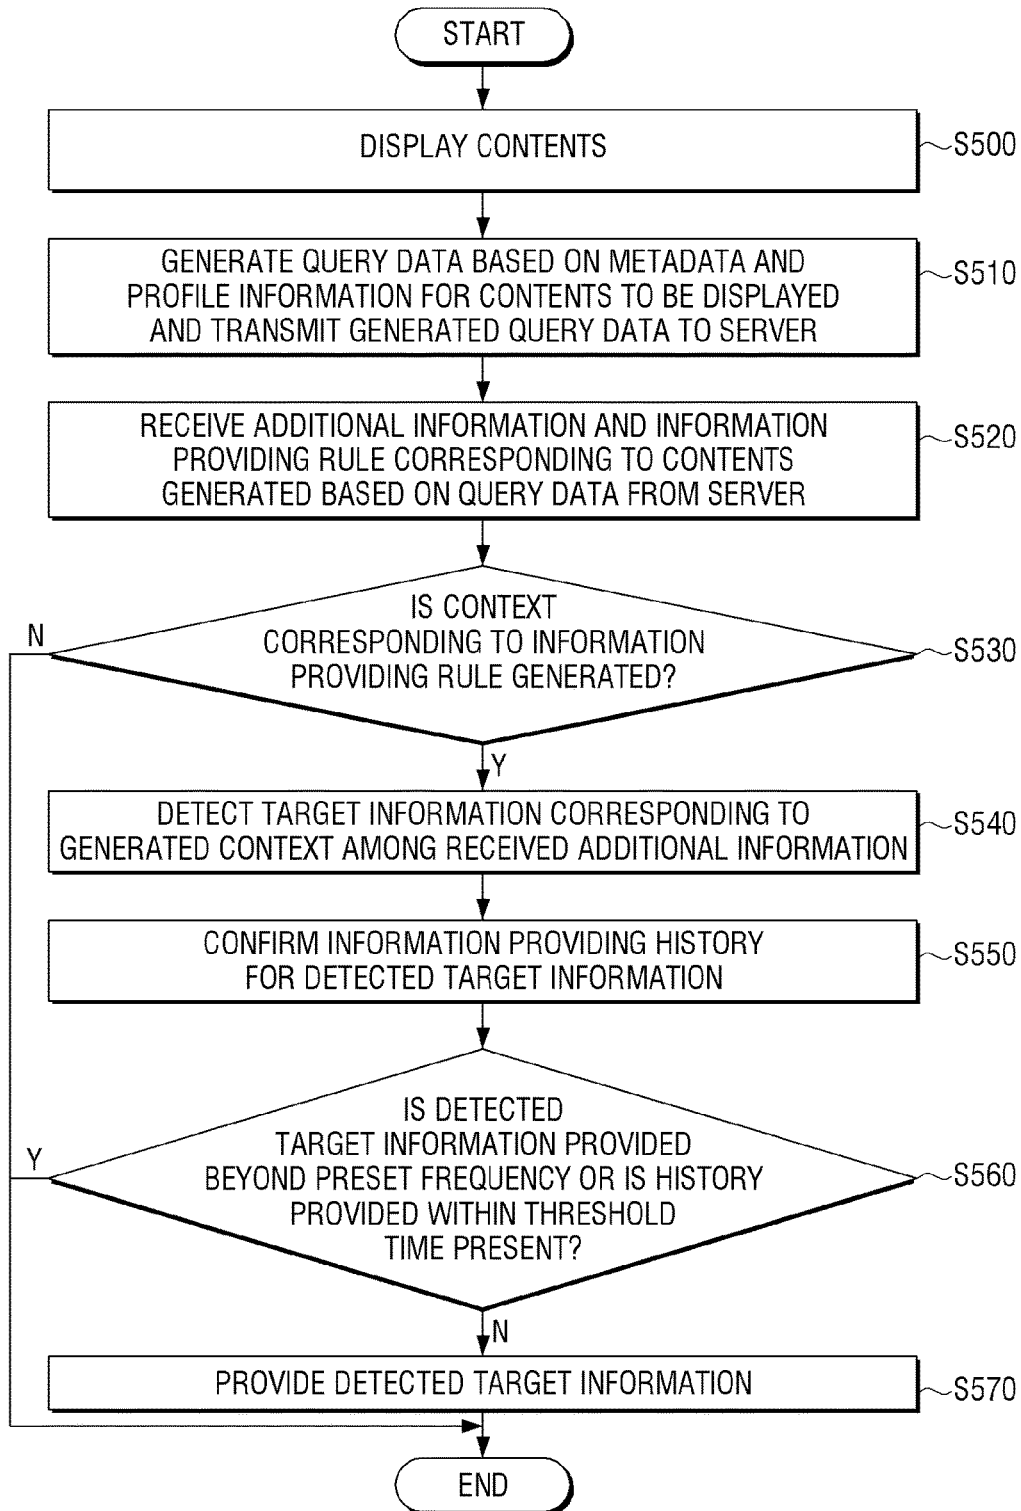 START
DISPLAY CONTENTS
S500
GENERATE QUERY DATA BASED ON METADATA AND
PROFILE INFORMATION FOR CONTENTS TO BE DISPLAYED
AND TRANSMIT GENERATED QUERY DATA TO SERVER
S510
RECEIVE ADDITIONAL INFORMATION AND INFORMATION
PROVIDING RULE CORRESPONDING TO CONTENTS
GENERATED BASED ON QUERY DATA FROM SERVER
S520
IS CONTEXT
CORRESPONDING TO INFORMATION
PROVIDING RULE GENERATED?
N
S530
Y
DETECT TARGET INFORMATION CORRESPONDING TO
GENERATED CONTEXT AMONG RECEIVED ADDITIONAL INFORMATION
S540
CONFIRM INFORMATION PROVIDING HISTORY
FOR DETECTED TARGET INFORMATION
S550
IS DETECTED
TARGET INFORMATION PROVIDED
BEYOND PRESET FREQUENCY OR IS HISTORY
PROVIDED WITHIN THRESHOLD
TIME PRESENT?
Y
S560
N
PROVIDE DETECTED TARGET INFORMATION
S570
END